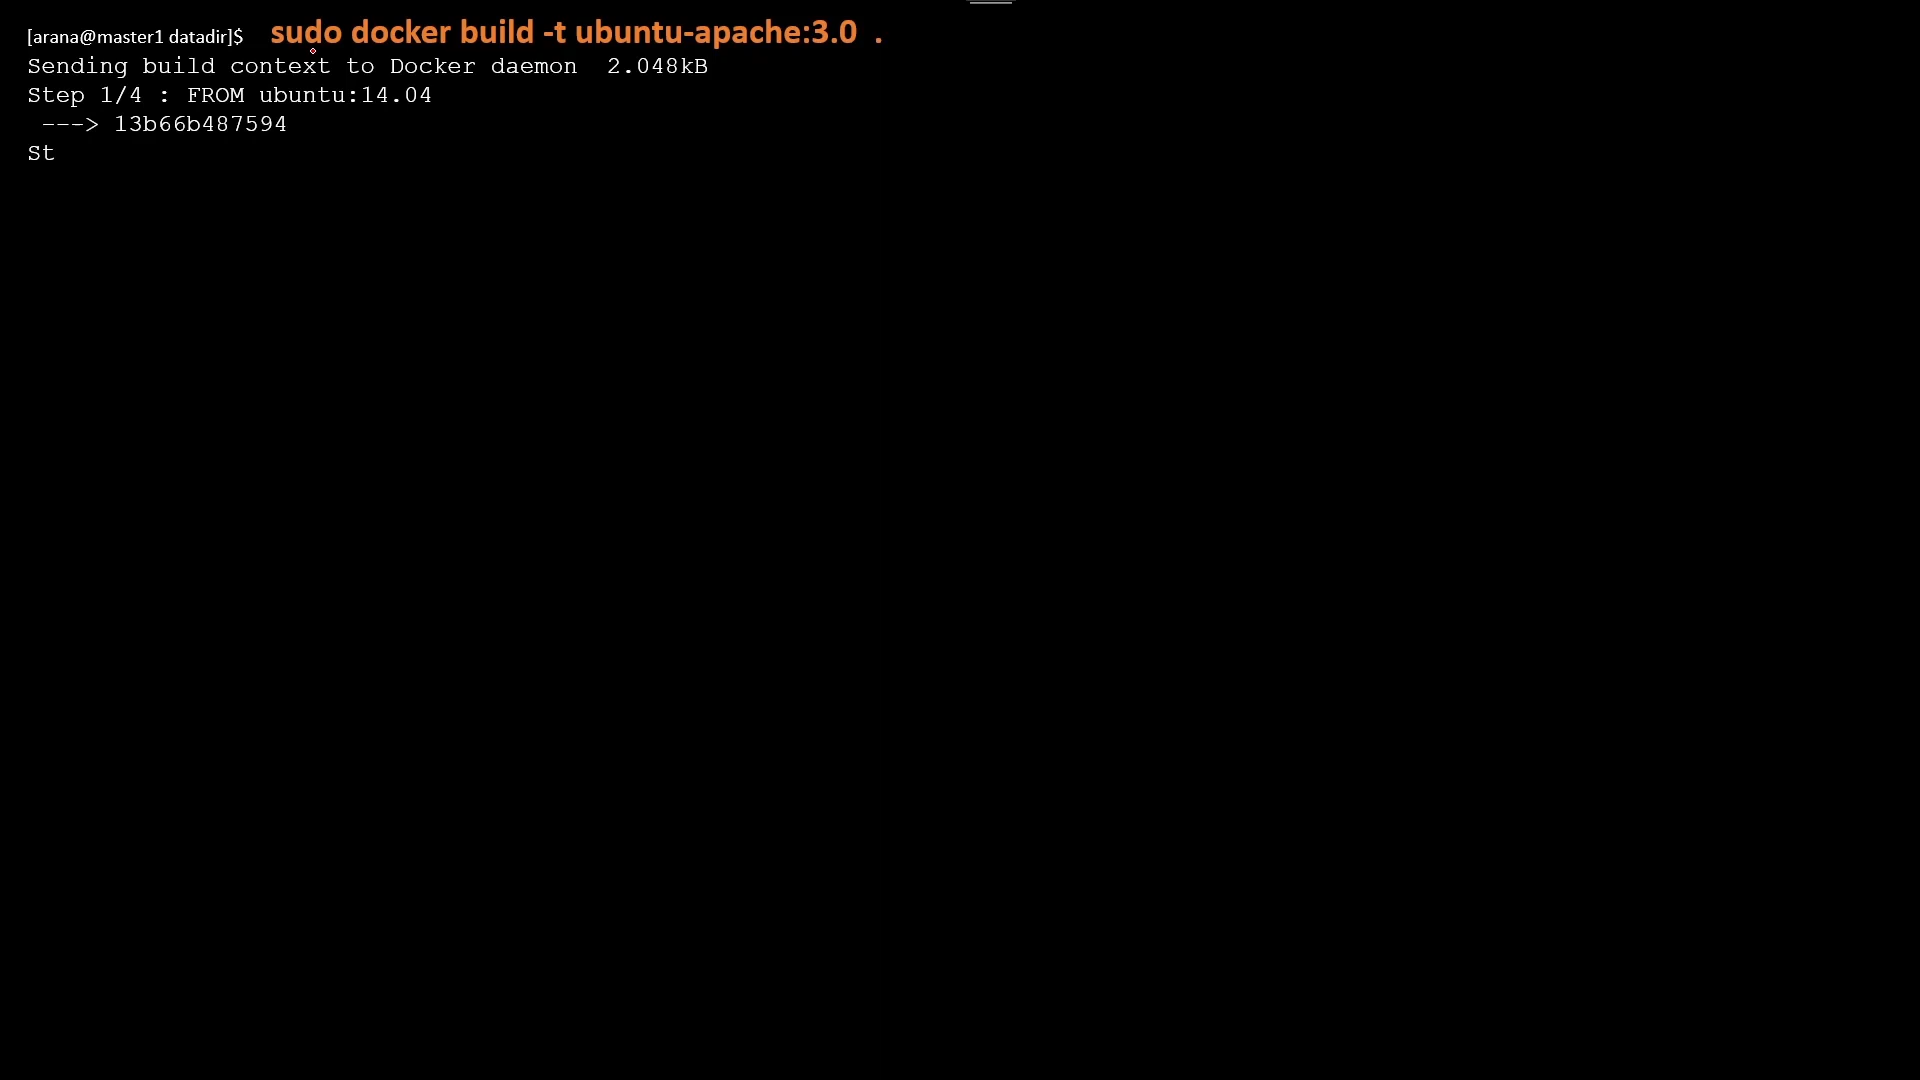 [arana@master1 datadir]$ sudo docker build -t ubuntu-apache:3.0 .
Sending build context to Docker daemon 2.048kB
Step 1/4 : FROM ubuntu:14.04
---> 13b66b487594
St